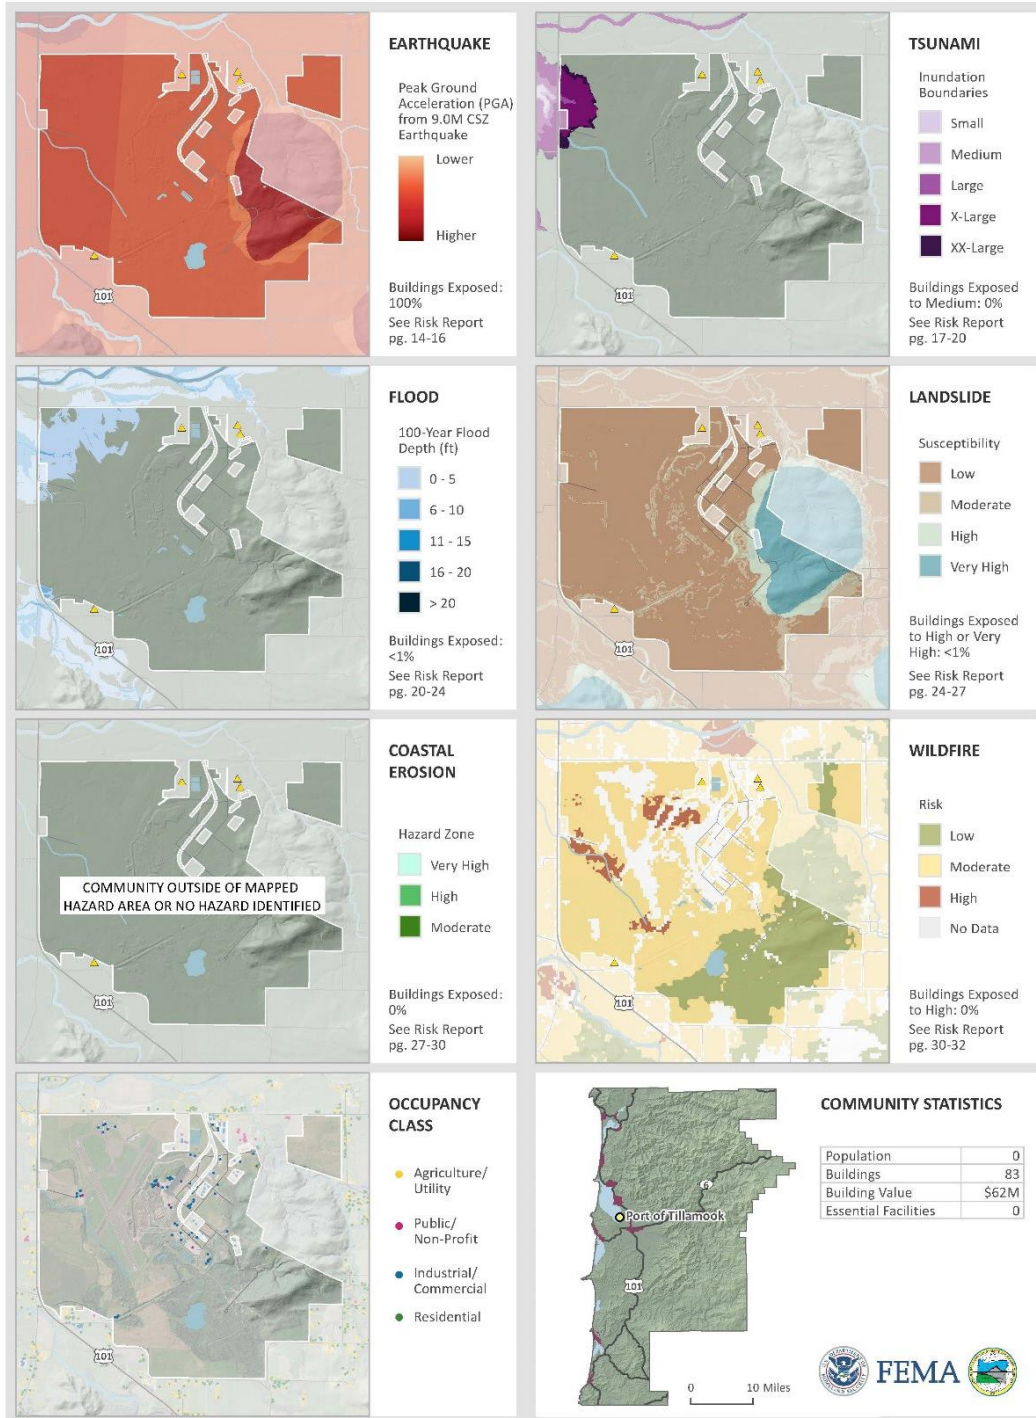 EARTHQUAKE
Peak Ground
Acceleration (PGA)
from 9.0M CSZ
Earthquake
Lower
Higher
Buildings Exposed:
100%
See Risk Report
pg. 14-16
101
TSUNAMI
Inundation
Boundaries
Small
Medium
Large
X-Large
XX-Large
Buildings Exposed
to Medium: 0%
See Risk Report
pg. 17-20
101
FLOOD
100-Year Flood
Depth (ft)
0 - 5
6 - 10
11 - 15
16 - 20
> 20
Buildings Exposed:
<1%
See Risk Report
pg. 20-24
101
LANDSLIDE
Susceptibility
Low
Moderate
High
Very High
Buildings Exposed
to High or Very
High: <1%
See Risk Report
pg. 24-27
101
COASTAL
EROSION
Hazard Zone
Very High
High
Moderate
COMMUNITY OUTSIDE OF MAPPED
HAZARD AREA OR NO HAZARD IDENTIFIED
Buildings Exposed:
0%
See Risk Report
pg. 27-30
101
WILDFIRE
Risk
Low
Moderate
High
No Data
Buildings Exposed
to High: 0%
See Risk Report
pg. 30-32
101
OCCUPANCY
CLASS
Agriculture/
Utility
Public/
Non-Profit
Industrial/
Commercial
Residential
101
COMMUNITY STATISTICS
Population 0
Buildings 83
Building Value $62M
Essential Facilities 0
6
Port of Tillamook
101
0 10 Miles
FEMA